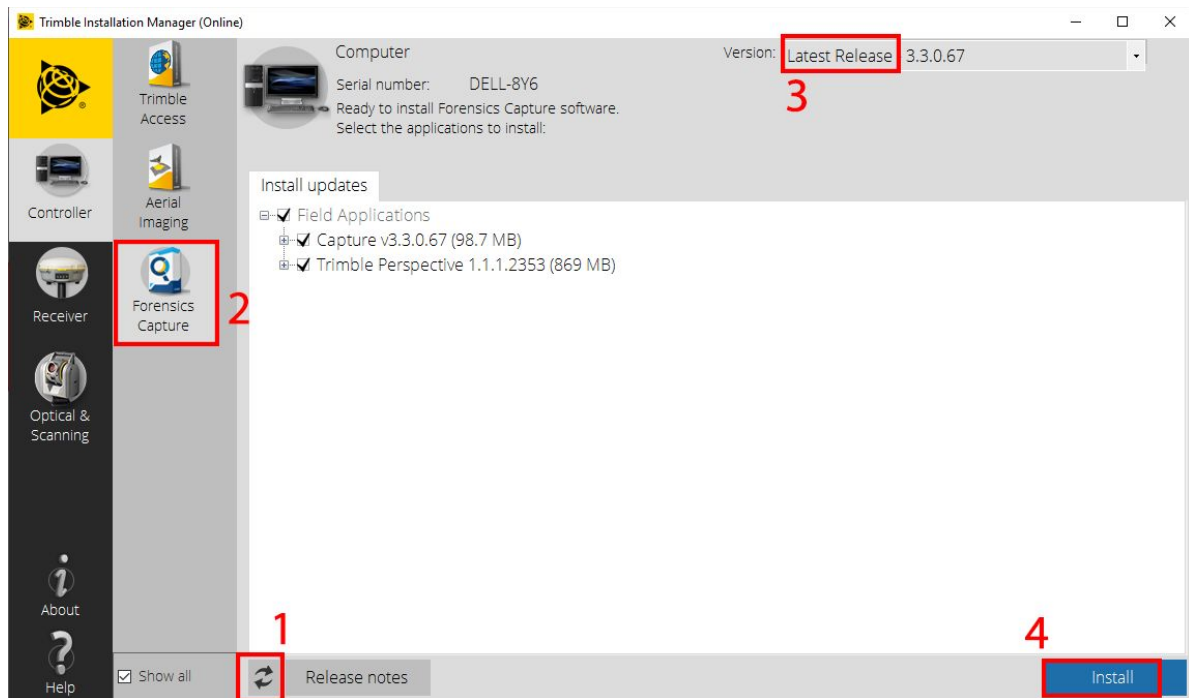 Trimble Installation Manager (Online)
Trimble
Access
Computer
Version: Latest Release 3.3.0.67
3
Serial number: DELL-8Y6
Ready to install Forensics Capture software.
Select the applications to install:
Controller
Aerial
Imaging
Install updates
Field Applications
Capture v3.3.0.67 (98.7 MB)
Trimble Perspective 1.1.1.2353 (869 MB)
Receiver
Forensics
Capture
2
Optical &
Scanning
About
Help
Show all
1
Release notes
4
Install